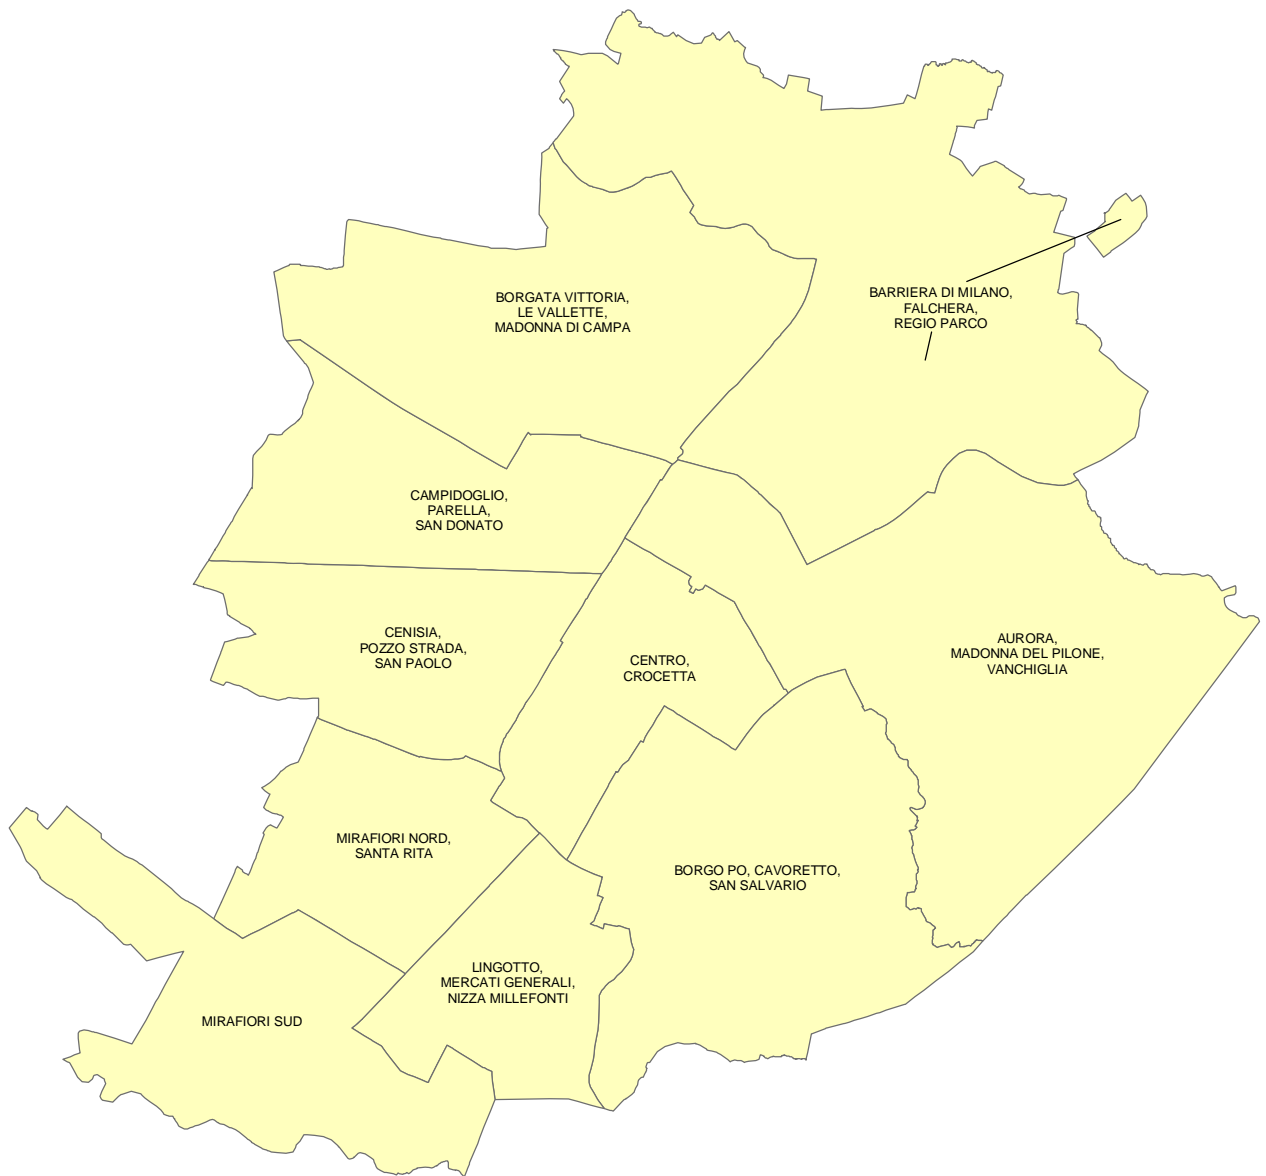 BORGATA VITTORIA,
LE VALLETTE,
MADONNA DI CAMPA
BARRIERA DI MILANO,
FALCHERA,
REGIO PARCO
CAMPIDOGLIO,
PARELLA,
SAN DONATO
CENISIA,
POZZO STRADA,
SAN PAOLO
CENTRO,
CROCETTA
AURORA,
MADONNA DEL PILONE,
VANCHIGLIA
MIRAFIORI NORD,
SANTA RITA
BORGO PO, CAVORETTO,
SAN SALVARIO
LINGOTTO,
MERCATI GENERALI,
NIZZA MILLEFONTI
MIRAFIORI SUD